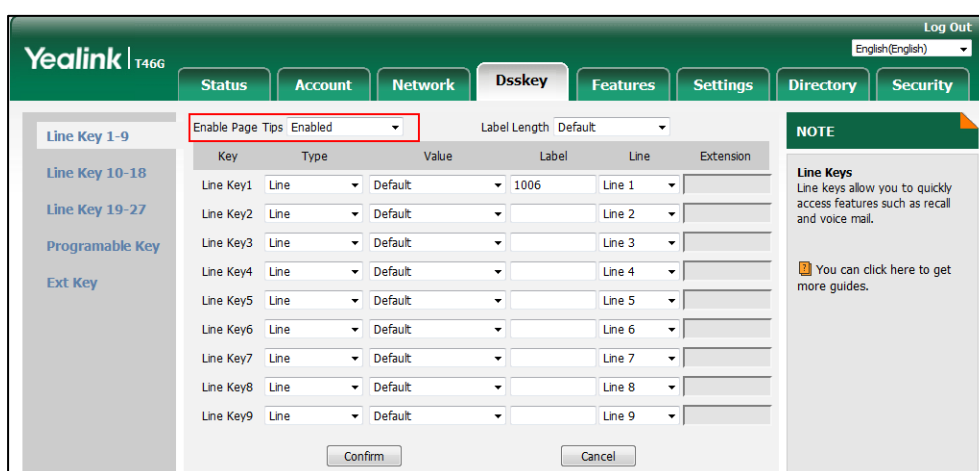 Log Out
Yealink | T46G
English(English)
Status Account Network Dsskey Features Settings Directory Security
Line Key 1-9
Line Key 10-18
Line Key 19-27
Programable Key
Ext Key
Enable Page Tips Enabled Label Length Default
Key Type Value Label Line Extension
Line Key1 Line Default 1006 Line 1
Line Key2 Line Default Line 2
Line Key3 Line Default Line 3
Line Key4 Line Default Line 4
Line Key5 Line Default Line 5
Line Key6 Line Default Line 6
Line Key7 Line Default Line 7
Line Key8 Line Default Line 8
Line Key9 Line Default Line 9
Confirm Cancel
NOTE
Line Keys
Line keys allow you to quickly
access features such as recall
and voice mail.
You can click here to get
more guides.